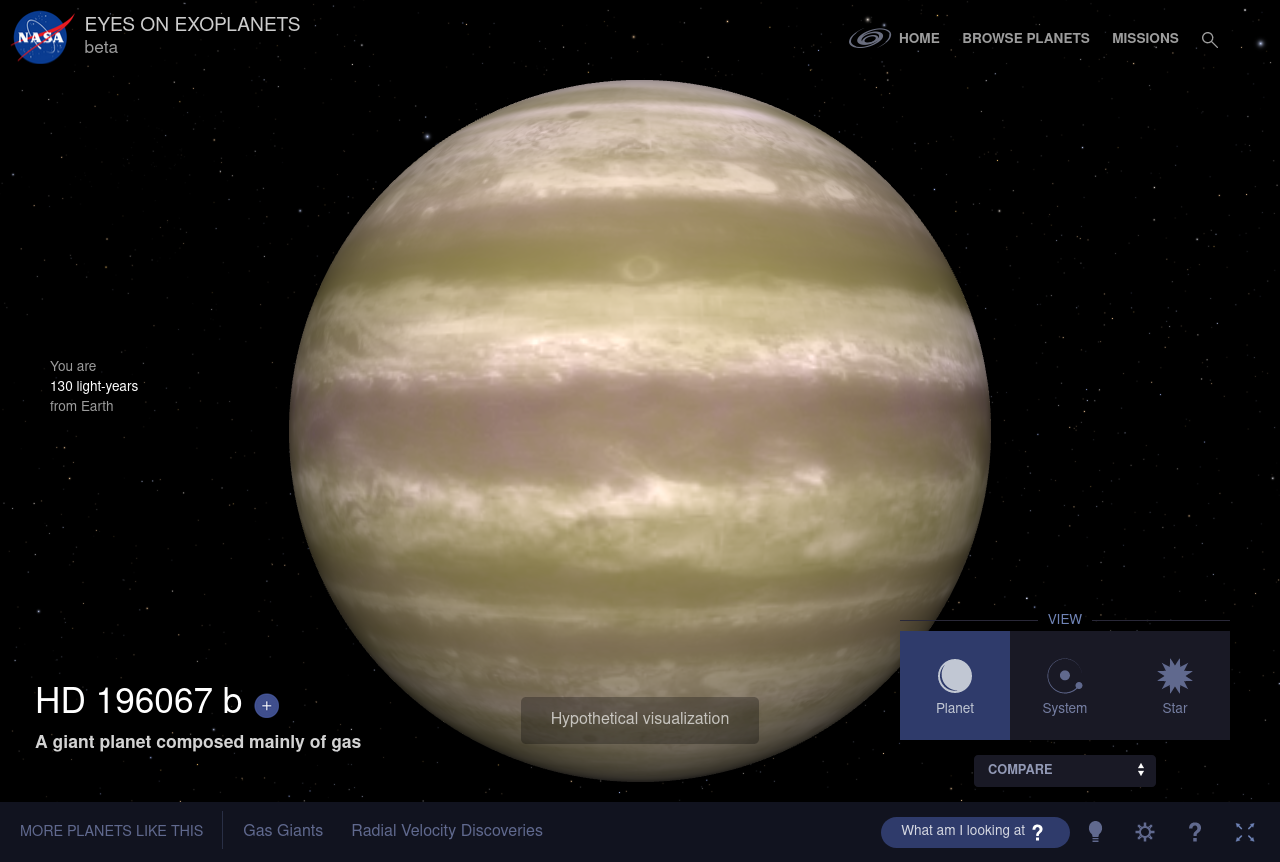 NASA
EYES ON EXOPLANETS
beta
HOME
BROWSE PLANETS
MISSIONS
You are
130 light-years
from Earth
VIEW
Planet
System
Star
HD 196067 b +
A giant planet composed mainly of gas
Hypothetical visualization
COMPARE
MORE PLANETS LIKE THIS
Gas Giants
Radial Velocity Discoveries
What am I looking at ?
?